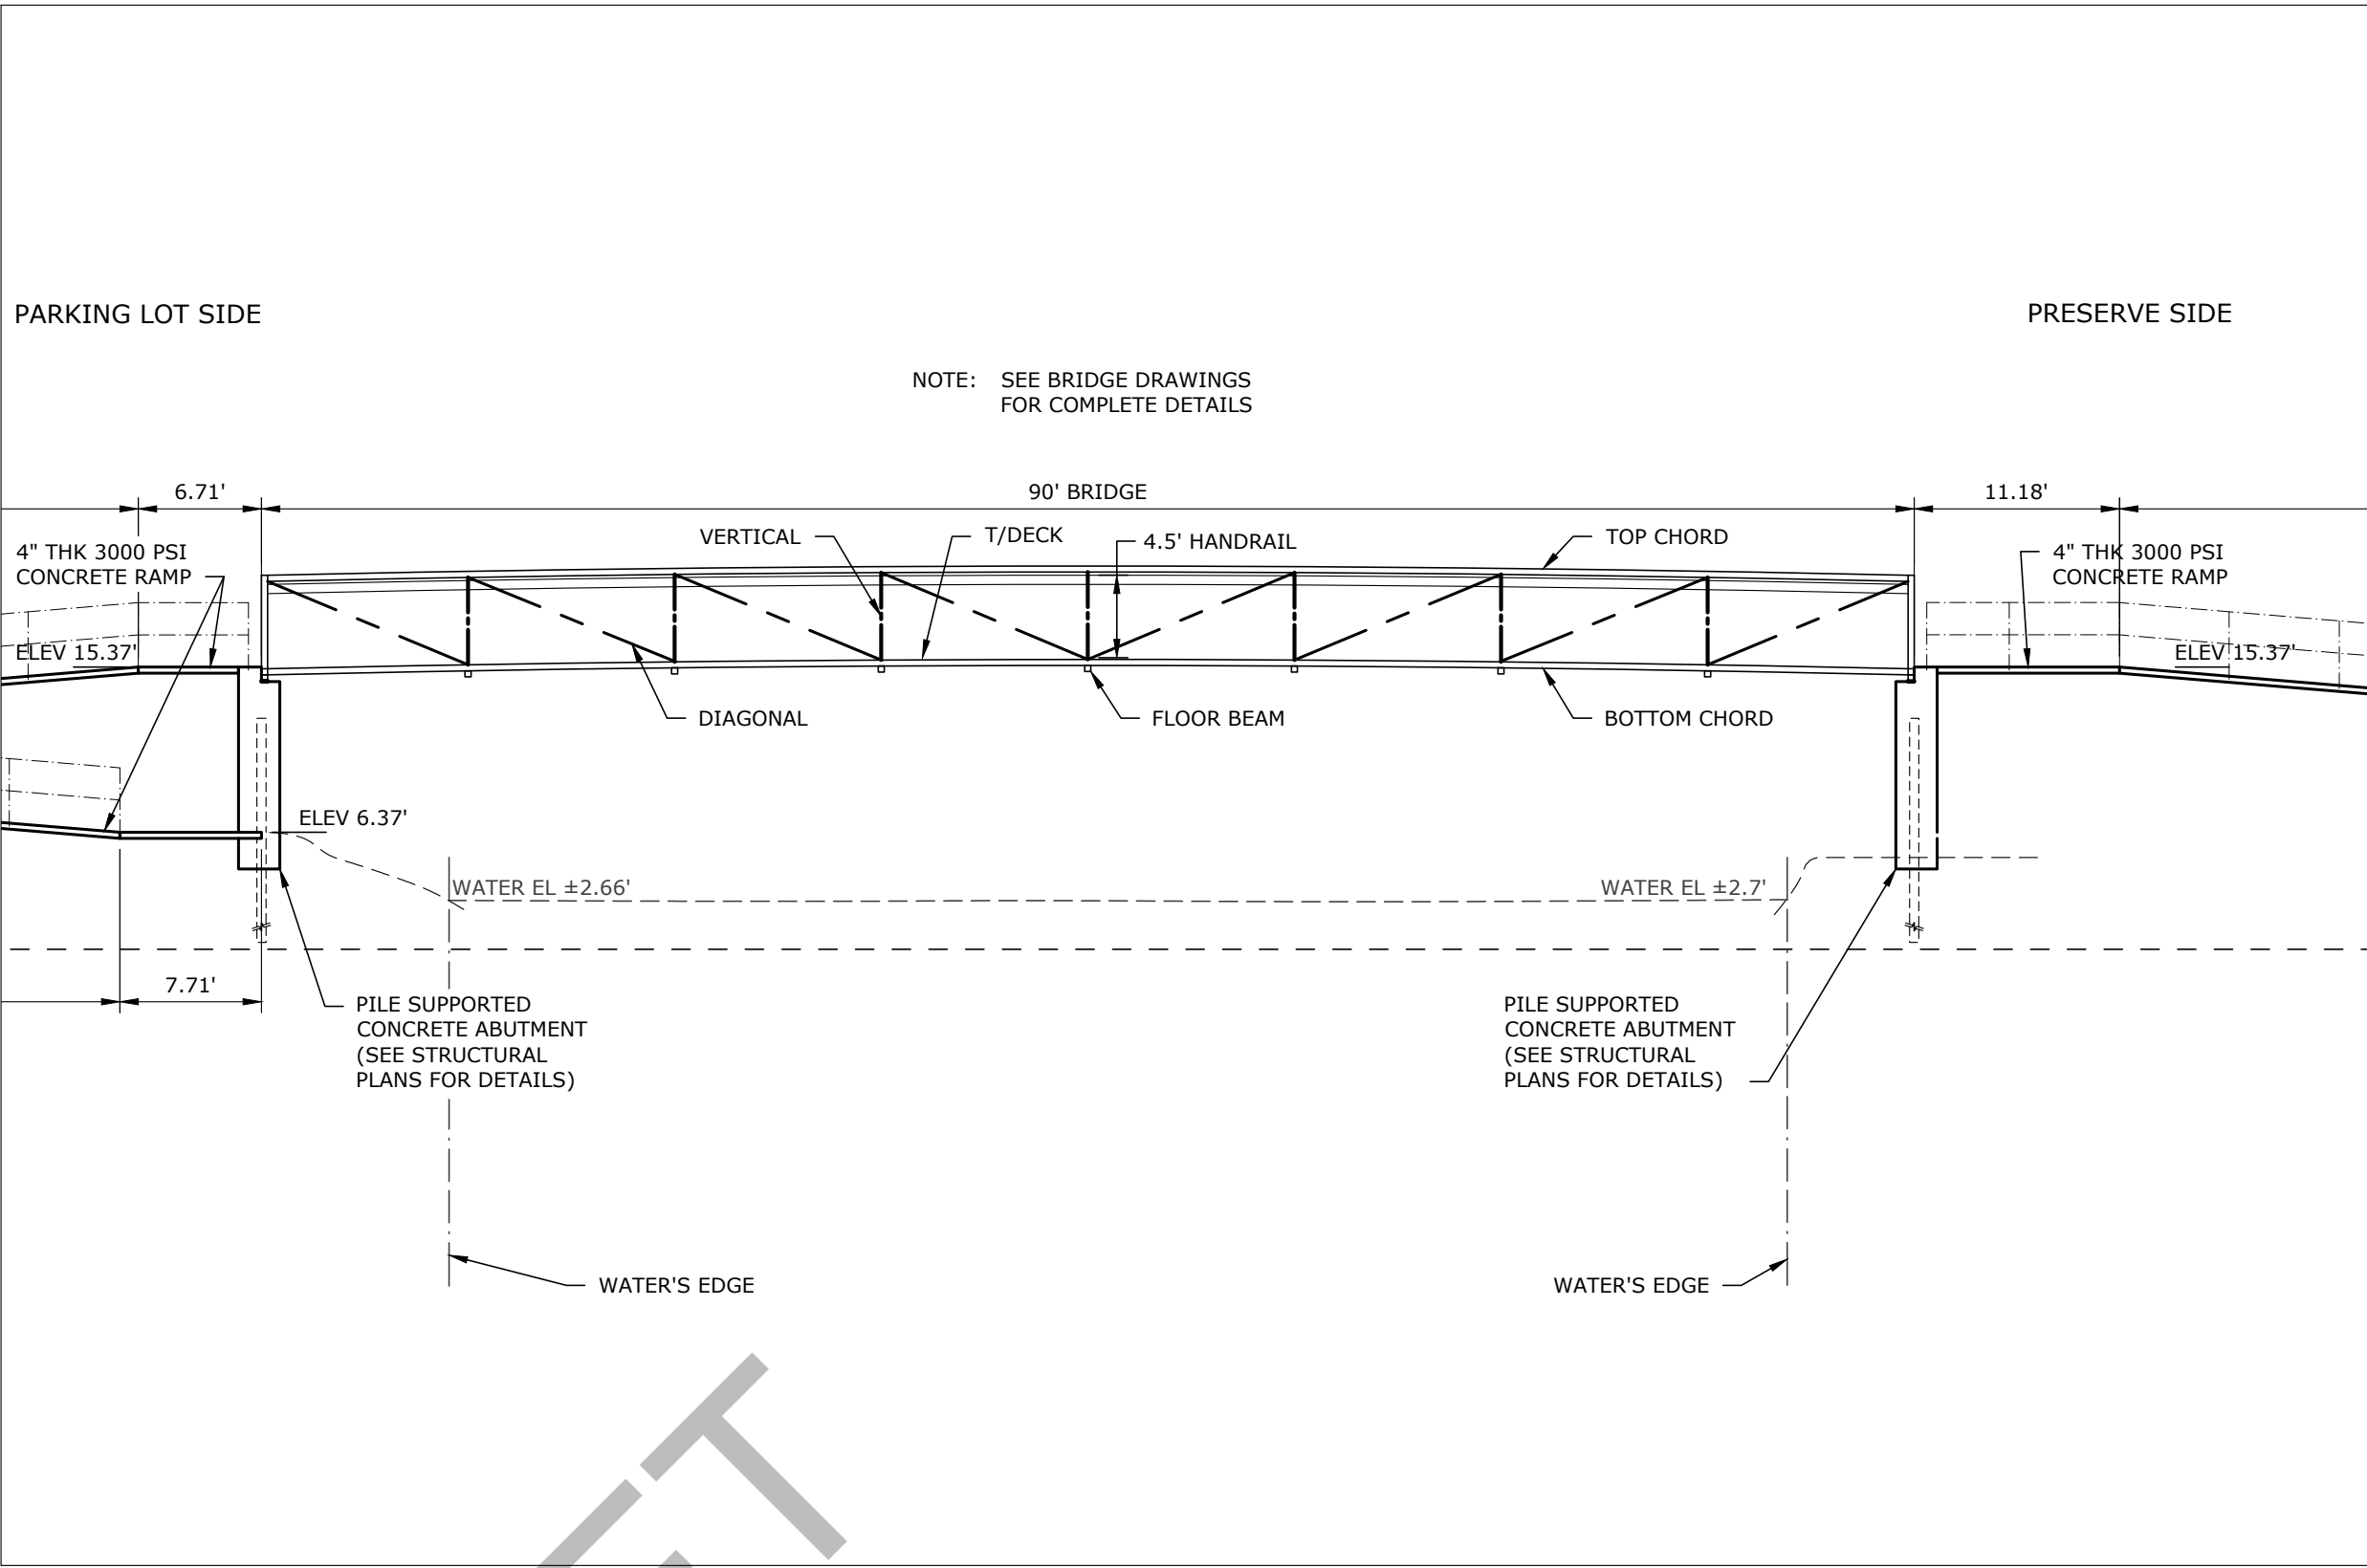 PARKING LOT SIDE
PRESERVE SIDE
NOTE: SEE BRIDGE DRAWINGS
FOR COMPLETE DETAILS
6.71'
90' BRIDGE
11.18'
4" THK 3000 PSI
CONCRETE RAMP
VERTICAL
T/DECK
4.5' HANDRAIL
TOP CHORD
4" THK 3000 PSI
CONCRETE RAMP
ELEV 15.37'
ELEV 15.37'
DIAGONAL
FLOOR BEAM
BOTTOM CHORD
ELEV 6.37'
WATER EL ±2.66'
WATER EL ±2.7'
7.71'
PILE SUPPORTED
CONCRETE ABUTMENT
(SEE STRUCTURAL
PLANS FOR DETAILS)
PILE SUPPORTED
CONCRETE ABUTMENT
(SEE STRUCTURAL
PLANS FOR DETAILS)
WATER'S EDGE
WATER'S EDGE